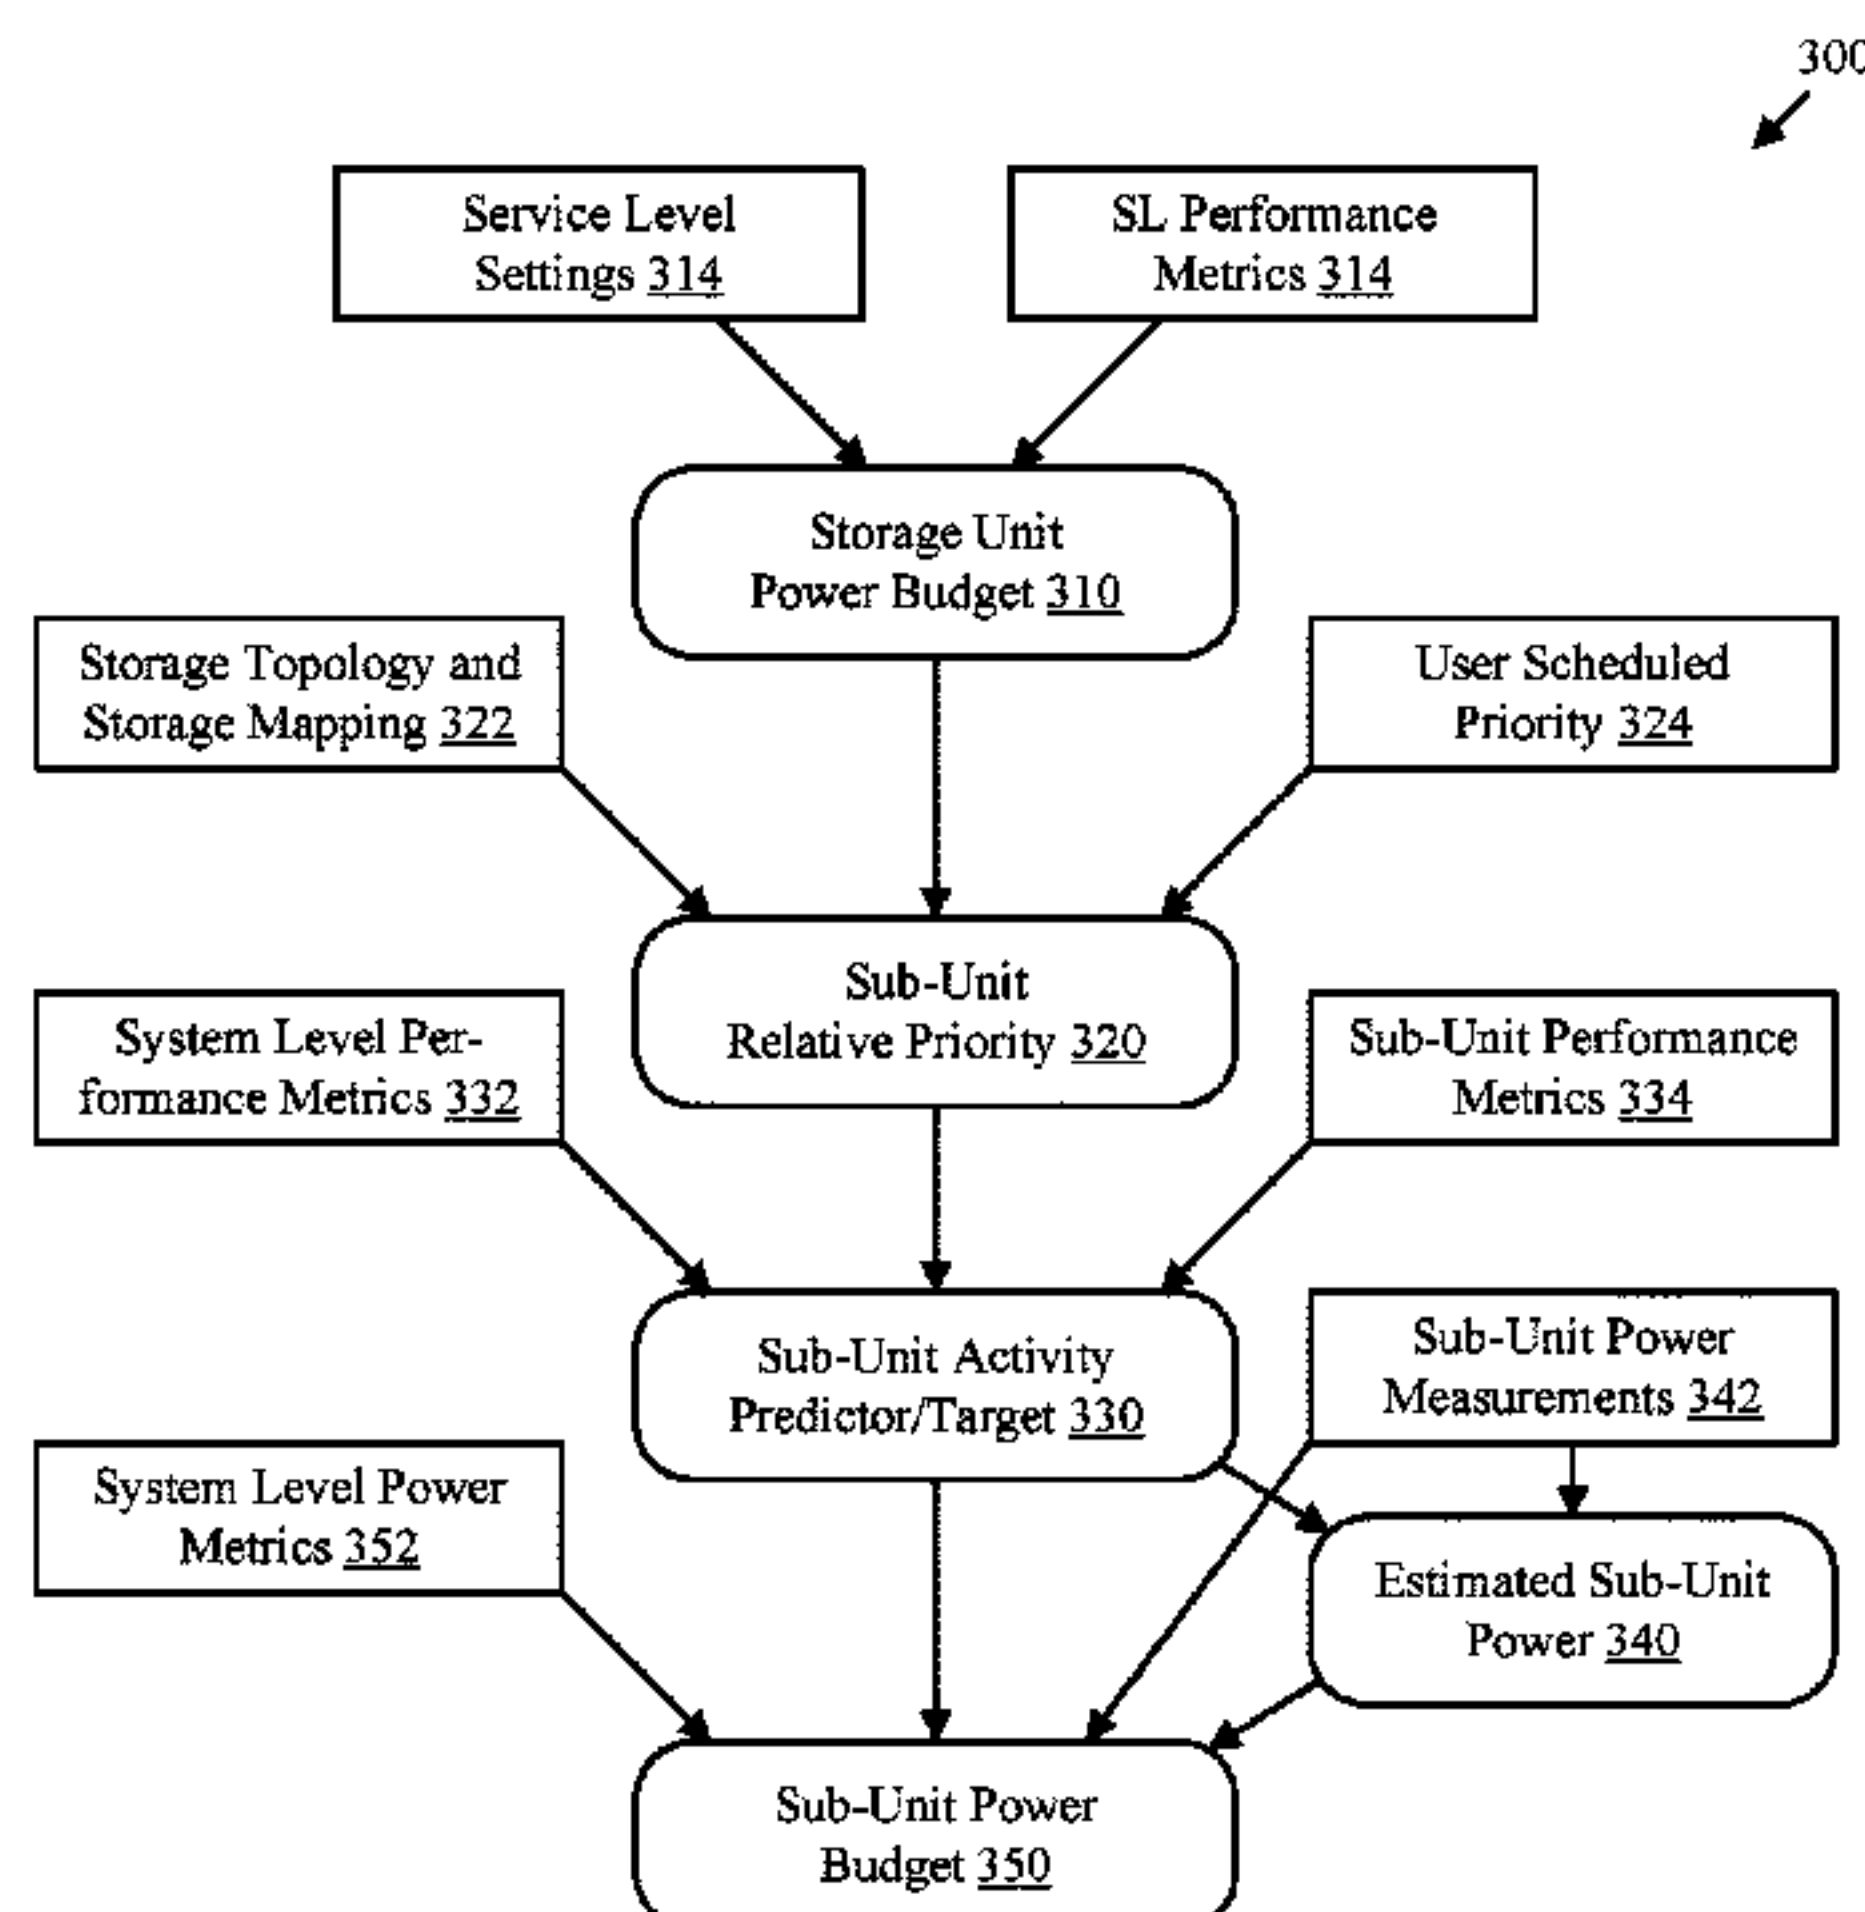 300
Service Level
Settings 314
SL Performance
Metrics 314
Storage Unit
Power Budget 310
Storage Topology and
Storage Mapping 322
User Scheduled
Priority 324
Sub-Unit
Relative Priority 320
System Level Per-
formance Metrics 332
Sub-Unit Performance
Metrics 334
Sub-Unit Activity
Predictor/Target 330
Sub-Unit Power
Measurements 342
System Level Power
Metrics 352
Estimated Sub-Unit
Power 340
Sub-Unit Power
Budget 350